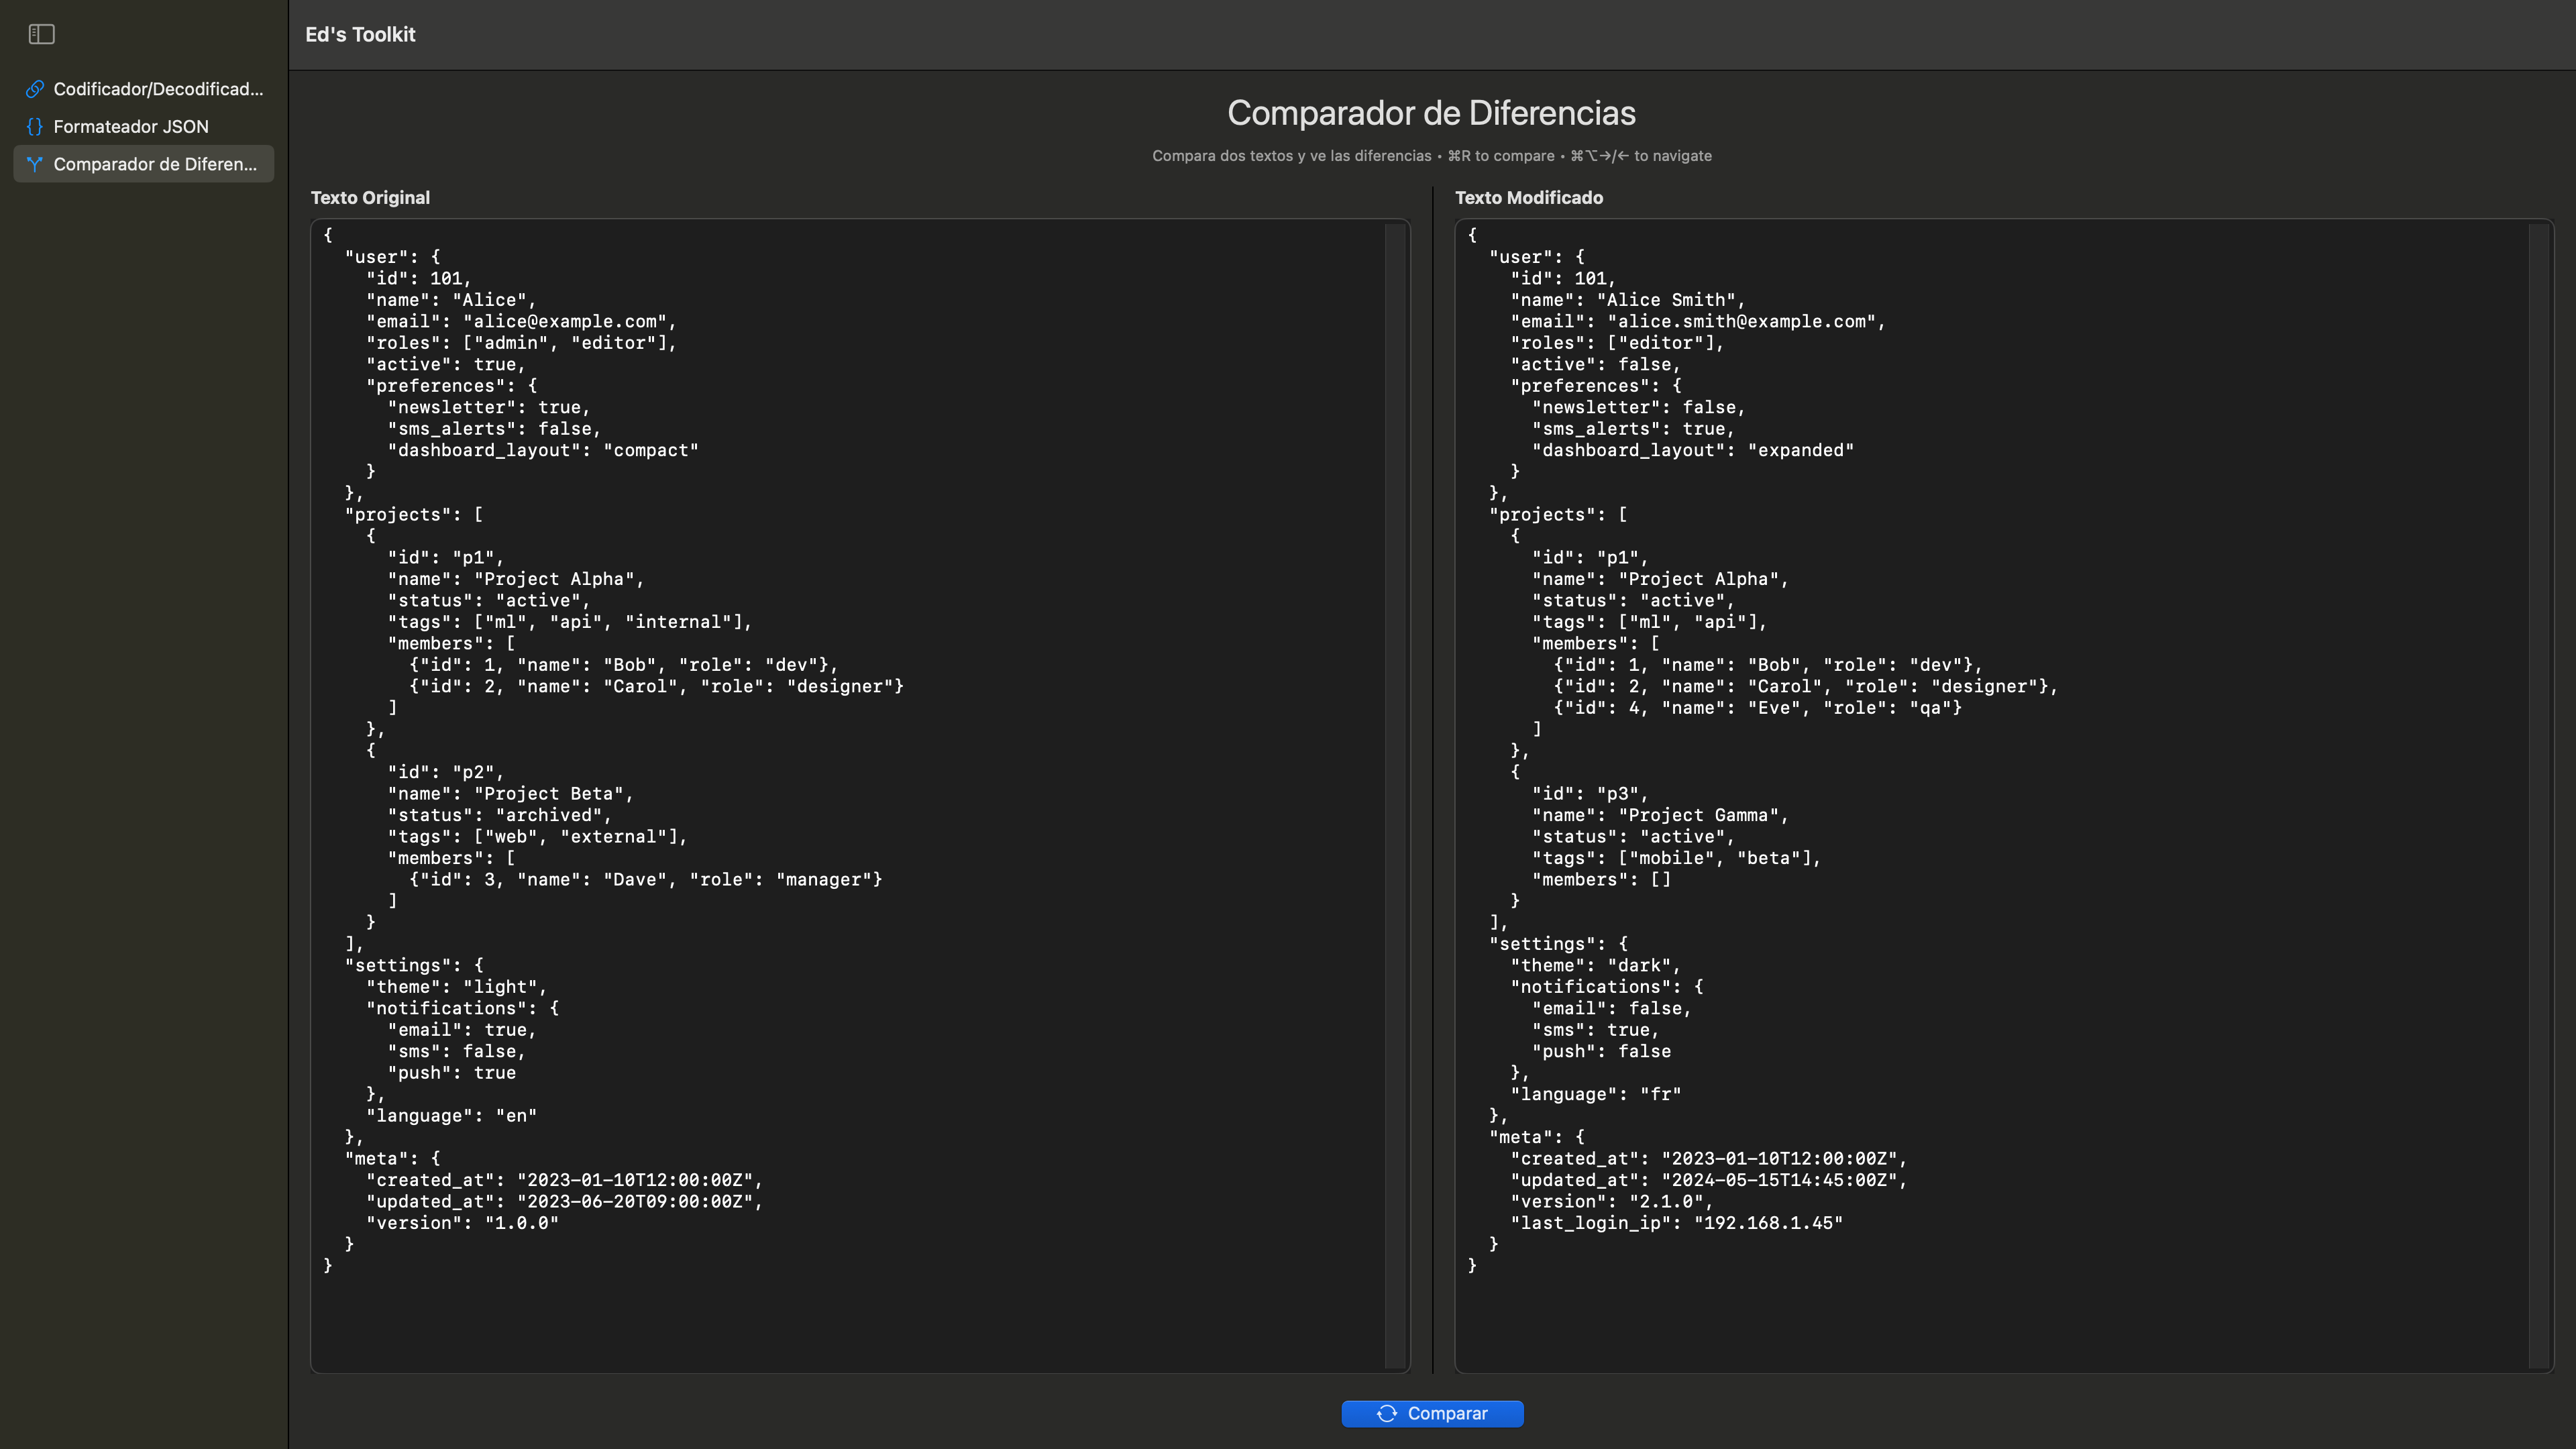 Ed's Toolkit
Codificador/Decodificad...
Formateador JSON
Comparador de Diferen...
Comparador de Diferencias
Compara dos textos y ve las diferencias • ⌘R to compare • ⌘⌥→/← to navigate
Texto Original
{
  "user": {
    "id": 101,
    "name": "Alice",
    "email": "alice@example.com",
    "roles": ["admin", "editor"],
    "active": true,
    "preferences": {
      "newsletter": true,
      "sms_alerts": false,
      "dashboard_layout": "compact"
    }
  },
  "projects": [
    {
      "id": "p1",
      "name": "Project Alpha",
      "status": "active",
      "tags": ["ml", "api", "internal"],
      "members": [
        {"id": 1, "name": "Bob", "role": "dev"},
        {"id": 2, "name": "Carol", "role": "designer"}
      ]
    },
    {
      "id": "p2",
      "name": "Project Beta",
      "status": "archived",
      "tags": ["web", "external"],
      "members": [
        {"id": 3, "name": "Dave", "role": "manager"}
      ]
    }
  ],
  "settings": {
    "theme": "light",
    "notifications": {
      "email": true,
      "sms": false,
      "push": true
    },
    "language": "en"
  },
  "meta": {
    "created_at": "2023-01-10T12:00:00Z",
    "updated_at": "2023-06-20T09:00:00Z",
    "version": "1.0.0"
  }
}
Texto Modificado
{
  "user": {
    "id": 101,
    "name": "Alice Smith",
    "email": "alice.smith@example.com",
    "roles": ["editor"],
    "active": false,
    "preferences": {
      "newsletter": false,
      "sms_alerts": true,
      "dashboard_layout": "expanded"
    }
  },
  "projects": [
    {
      "id": "p1",
      "name": "Project Alpha",
      "status": "active",
      "tags": ["ml", "api"],
      "members": [
        {"id": 1, "name": "Bob", "role": "dev"},
        {"id": 2, "name": "Carol", "role": "designer"},
        {"id": 4, "name": "Eve", "role": "qa"}
      ]
    },
    {
      "id": "p3",
      "name": "Project Gamma",
      "status": "active",
      "tags": ["mobile", "beta"],
      "members": []
    }
  ],
  "settings": {
    "theme": "dark",
    "notifications": {
      "email": false,
      "sms": true,
      "push": false
    },
    "language": "fr"
  },
  "meta": {
    "created_at": "2023-01-10T12:00:00Z",
    "updated_at": "2024-05-15T14:45:00Z",
    "version": "2.1.0",
    "last_login_ip": "192.168.1.45"
  }
}
Comparar